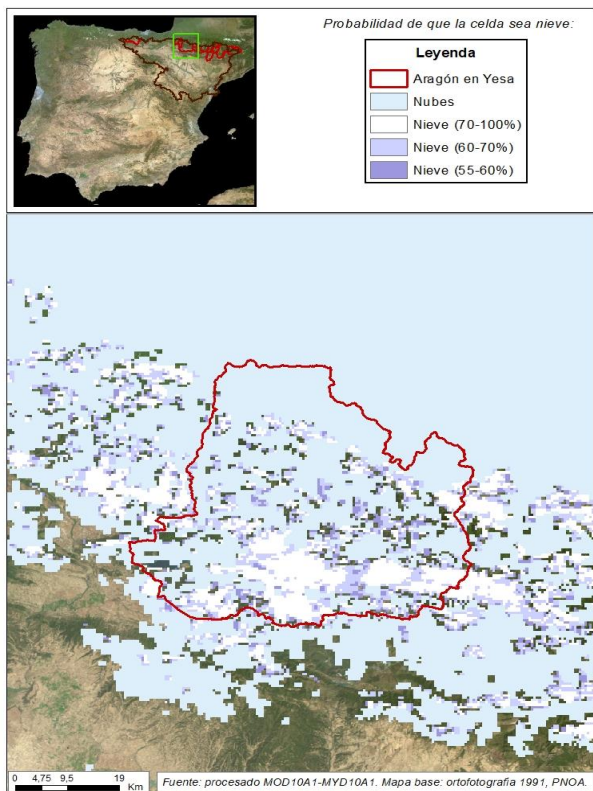 Probabilidad de que la celda sea nieve:
Leyenda
Aragón en Yesa
Nubes
Nieve (70-100%)
Nieve (60-70%)
Nieve (55-60%)
0 4,75 9,5 19
Km
Fuente: procesado MOD10A1-MYD10A1. Mapa base: ortofotografía 1991, PNOA.